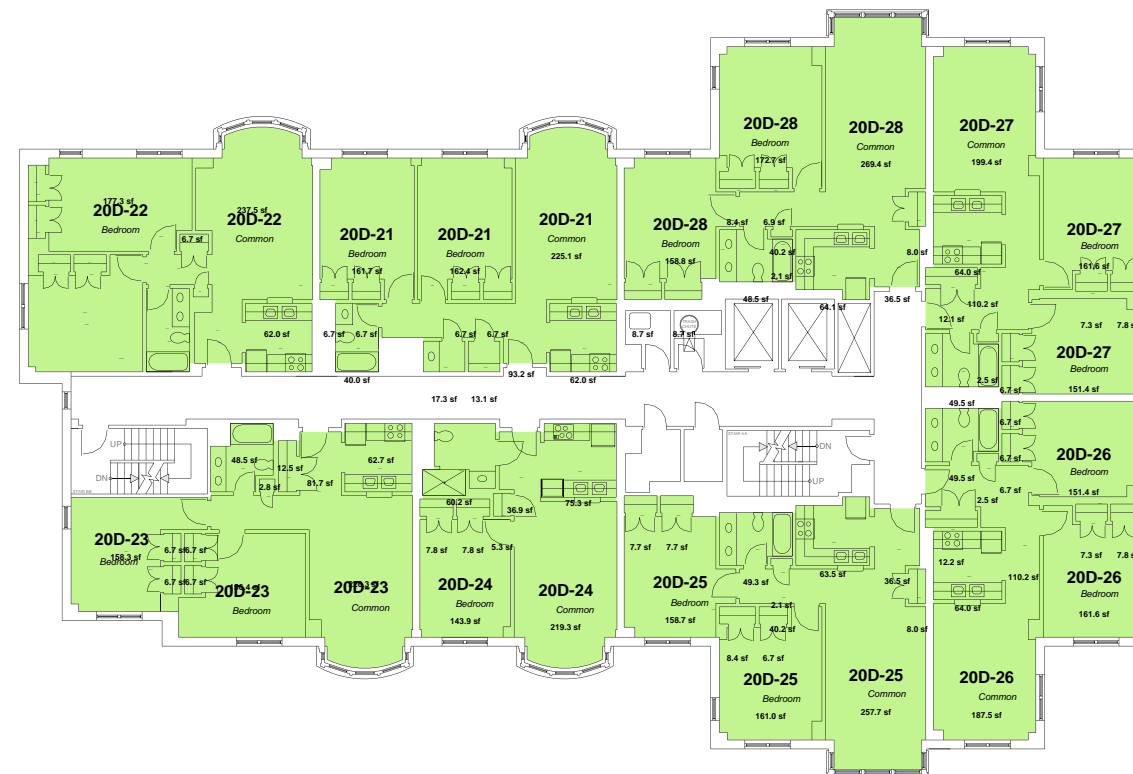 20D-28
Bedroom
172.7 sf
20D-28
Common
269.4 sf
20D-27
Common
199.4 sf
177.3 sf
20D-22
Bedroom
6.7 sf
237.5 sf
20D-22
Common
20D-21
Bedroom
161.7 sf
20D-21
Bedroom
162.4 sf
20D-21
Common
225.1 sf
20D-28
Bedroom
158.8 sf
8.4 sf
6.9 sf
40.2 sf
2.1 sf
8.0 sf
20D-27
Bedroom
161.6 sf
64.0 sf
48.5 sf
64.1 sf
36.5 sf
110.2 sf
12.1 sf
7.3 sf
7.8 s
62.0 sf
6.7 sf
6.7 sf
6.7 sf
6.7 sf
8.7 sf
8.7 sf
TRASH
CHUTE
20D-27
Bedroom
151.4 sf
2.5 sf
6.7 sf
40.0 sf
93.2 sf
62.0 sf
17.3 sf
13.1 sf
49.5 sf
6.7 sf
UP
DN
48.5 sf
2.8 sf
12.5 sf
81.7 sf
62.7 sf
60.2 sf
36.9 sf
75.3 sf
DN
UP
6.7 sf
49.5 sf
6.7 sf
2.5 sf
20D-26
Bedroom
151.4 sf
20D-23
158.3 sf
Bedroom
6.7 sf
6.7 sf
6.7 sf
6.7 sf
20D-23
Bedroom
20D-23
Common
7.8 sf
7.8 sf
5.3 sf
20D-24
Bedroom
143.9 sf
20D-24
Common
219.3 sf
7.7 sf
7.7 sf
20D-25
Bedroom
158.7 sf
49.3 sf
63.5 sf
36.5 sf
2.1 sf
40.2 sf
8.0 sf
12.2 sf
110.2 sf
64.0 sf
7.3 sf
7.8 s
20D-26
Bedroom
161.6 sf
8.4 sf
6.7 sf
20D-25
Bedroom
161.0 sf
20D-25
Common
257.7 sf
20D-26
Common
187.5 sf